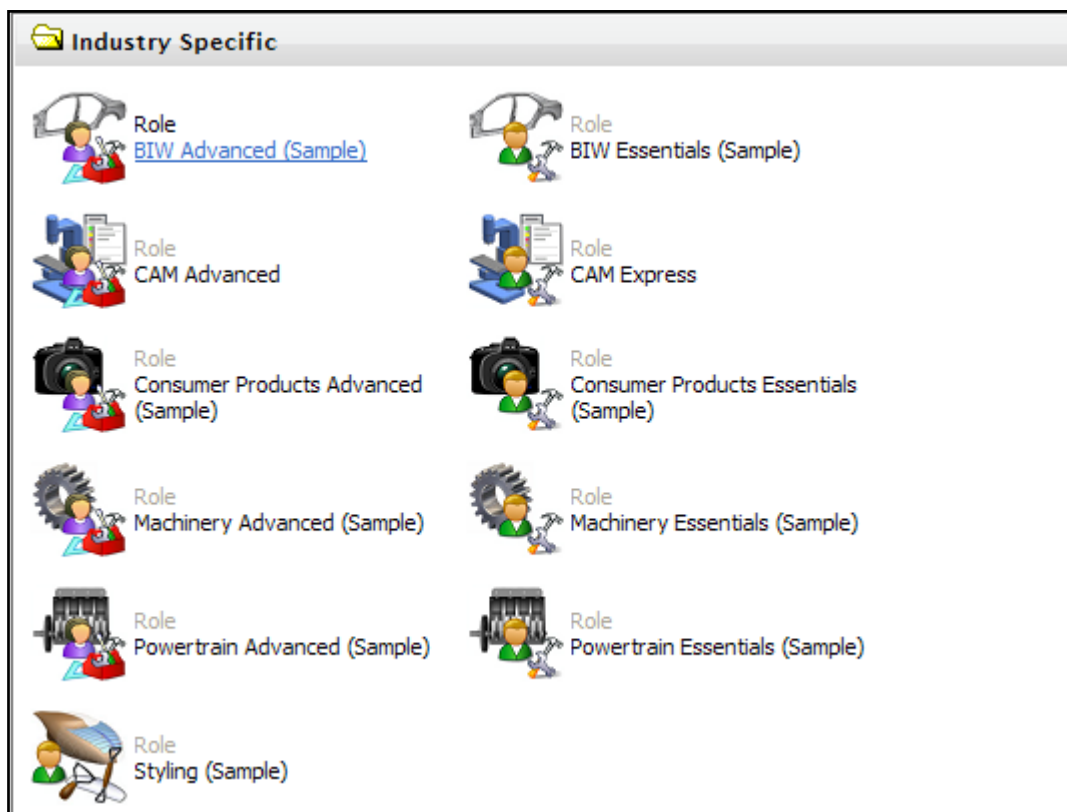 Industry Specific
Role
BIW Advanced (Sample)
Role
BIW Essentials (Sample)
Role
CAM Advanced
Role
CAM Express
Role
Consumer Products Advanced
(Sample)
Role
Consumer Products Essentials
(Sample)
Role
Machinery Advanced (Sample)
Role
Machinery Essentials (Sample)
Role
Powertrain Advanced (Sample)
Role
Powertrain Essentials (Sample)
Role
Styling (Sample)